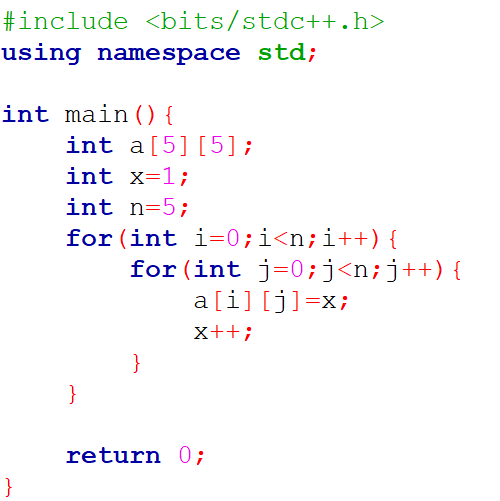 #include <bits/stdc++.h>
using namespace std;

int main(){
    int a[5][5];
    int x=1;
    int n=5;
    for(int i=0;i<n;i++){
        for(int j=0;j<n;j++){
            a[i][j]=x;
            x++;
        }
    }

    return 0;
}